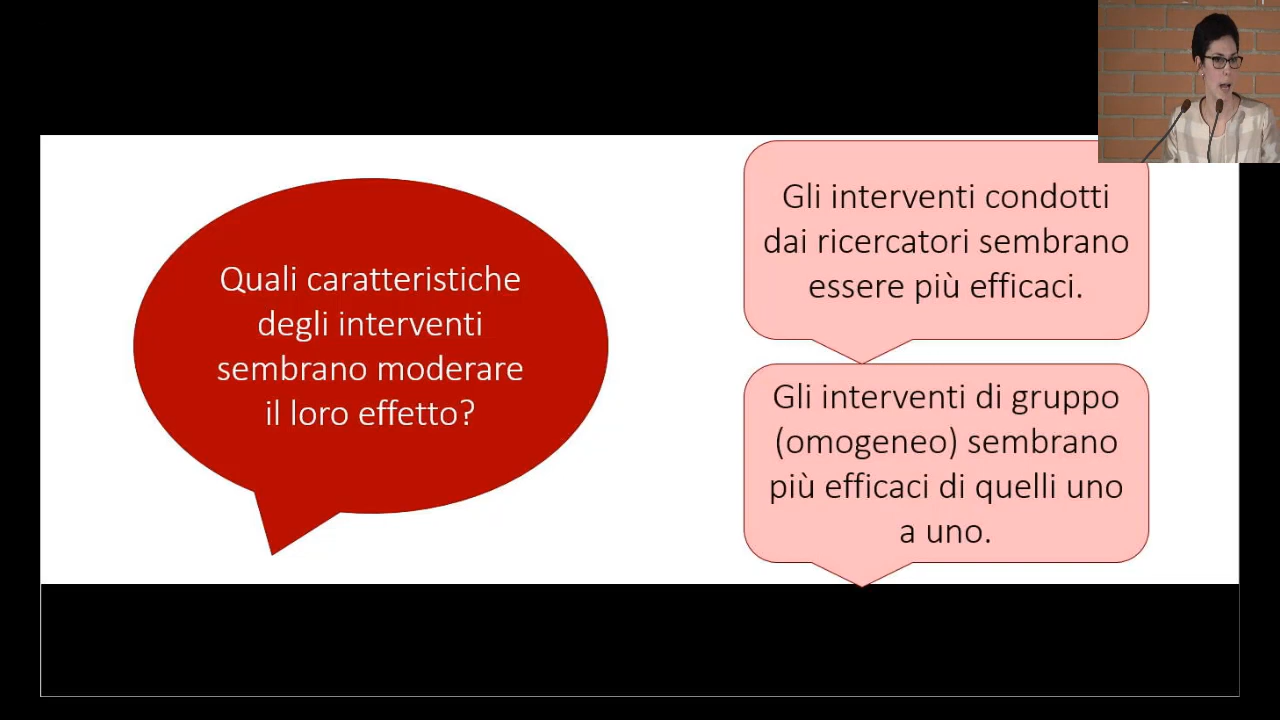 Quali caratteristiche
degli interventi
sembrano moderare
il loro effetto?
Gli interventi condotti
dai ricercatori sembrano
essere più efficaci.
Gli interventi di gruppo
(omogeneo) sembrano
più efficaci di quelli uno
a uno.